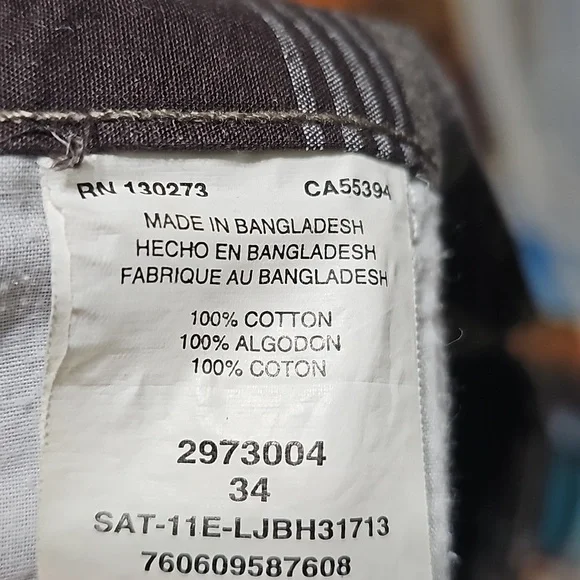 RN 130273 CA55394
MADE IN BANGLADESH
HECHO EN BANGLADESH
FABRIQUE AU BANGLADESH
100% COTTON
100% ALGODON
100% COTON
2973004
34
SAT-11E-LJBH31713
760609587608